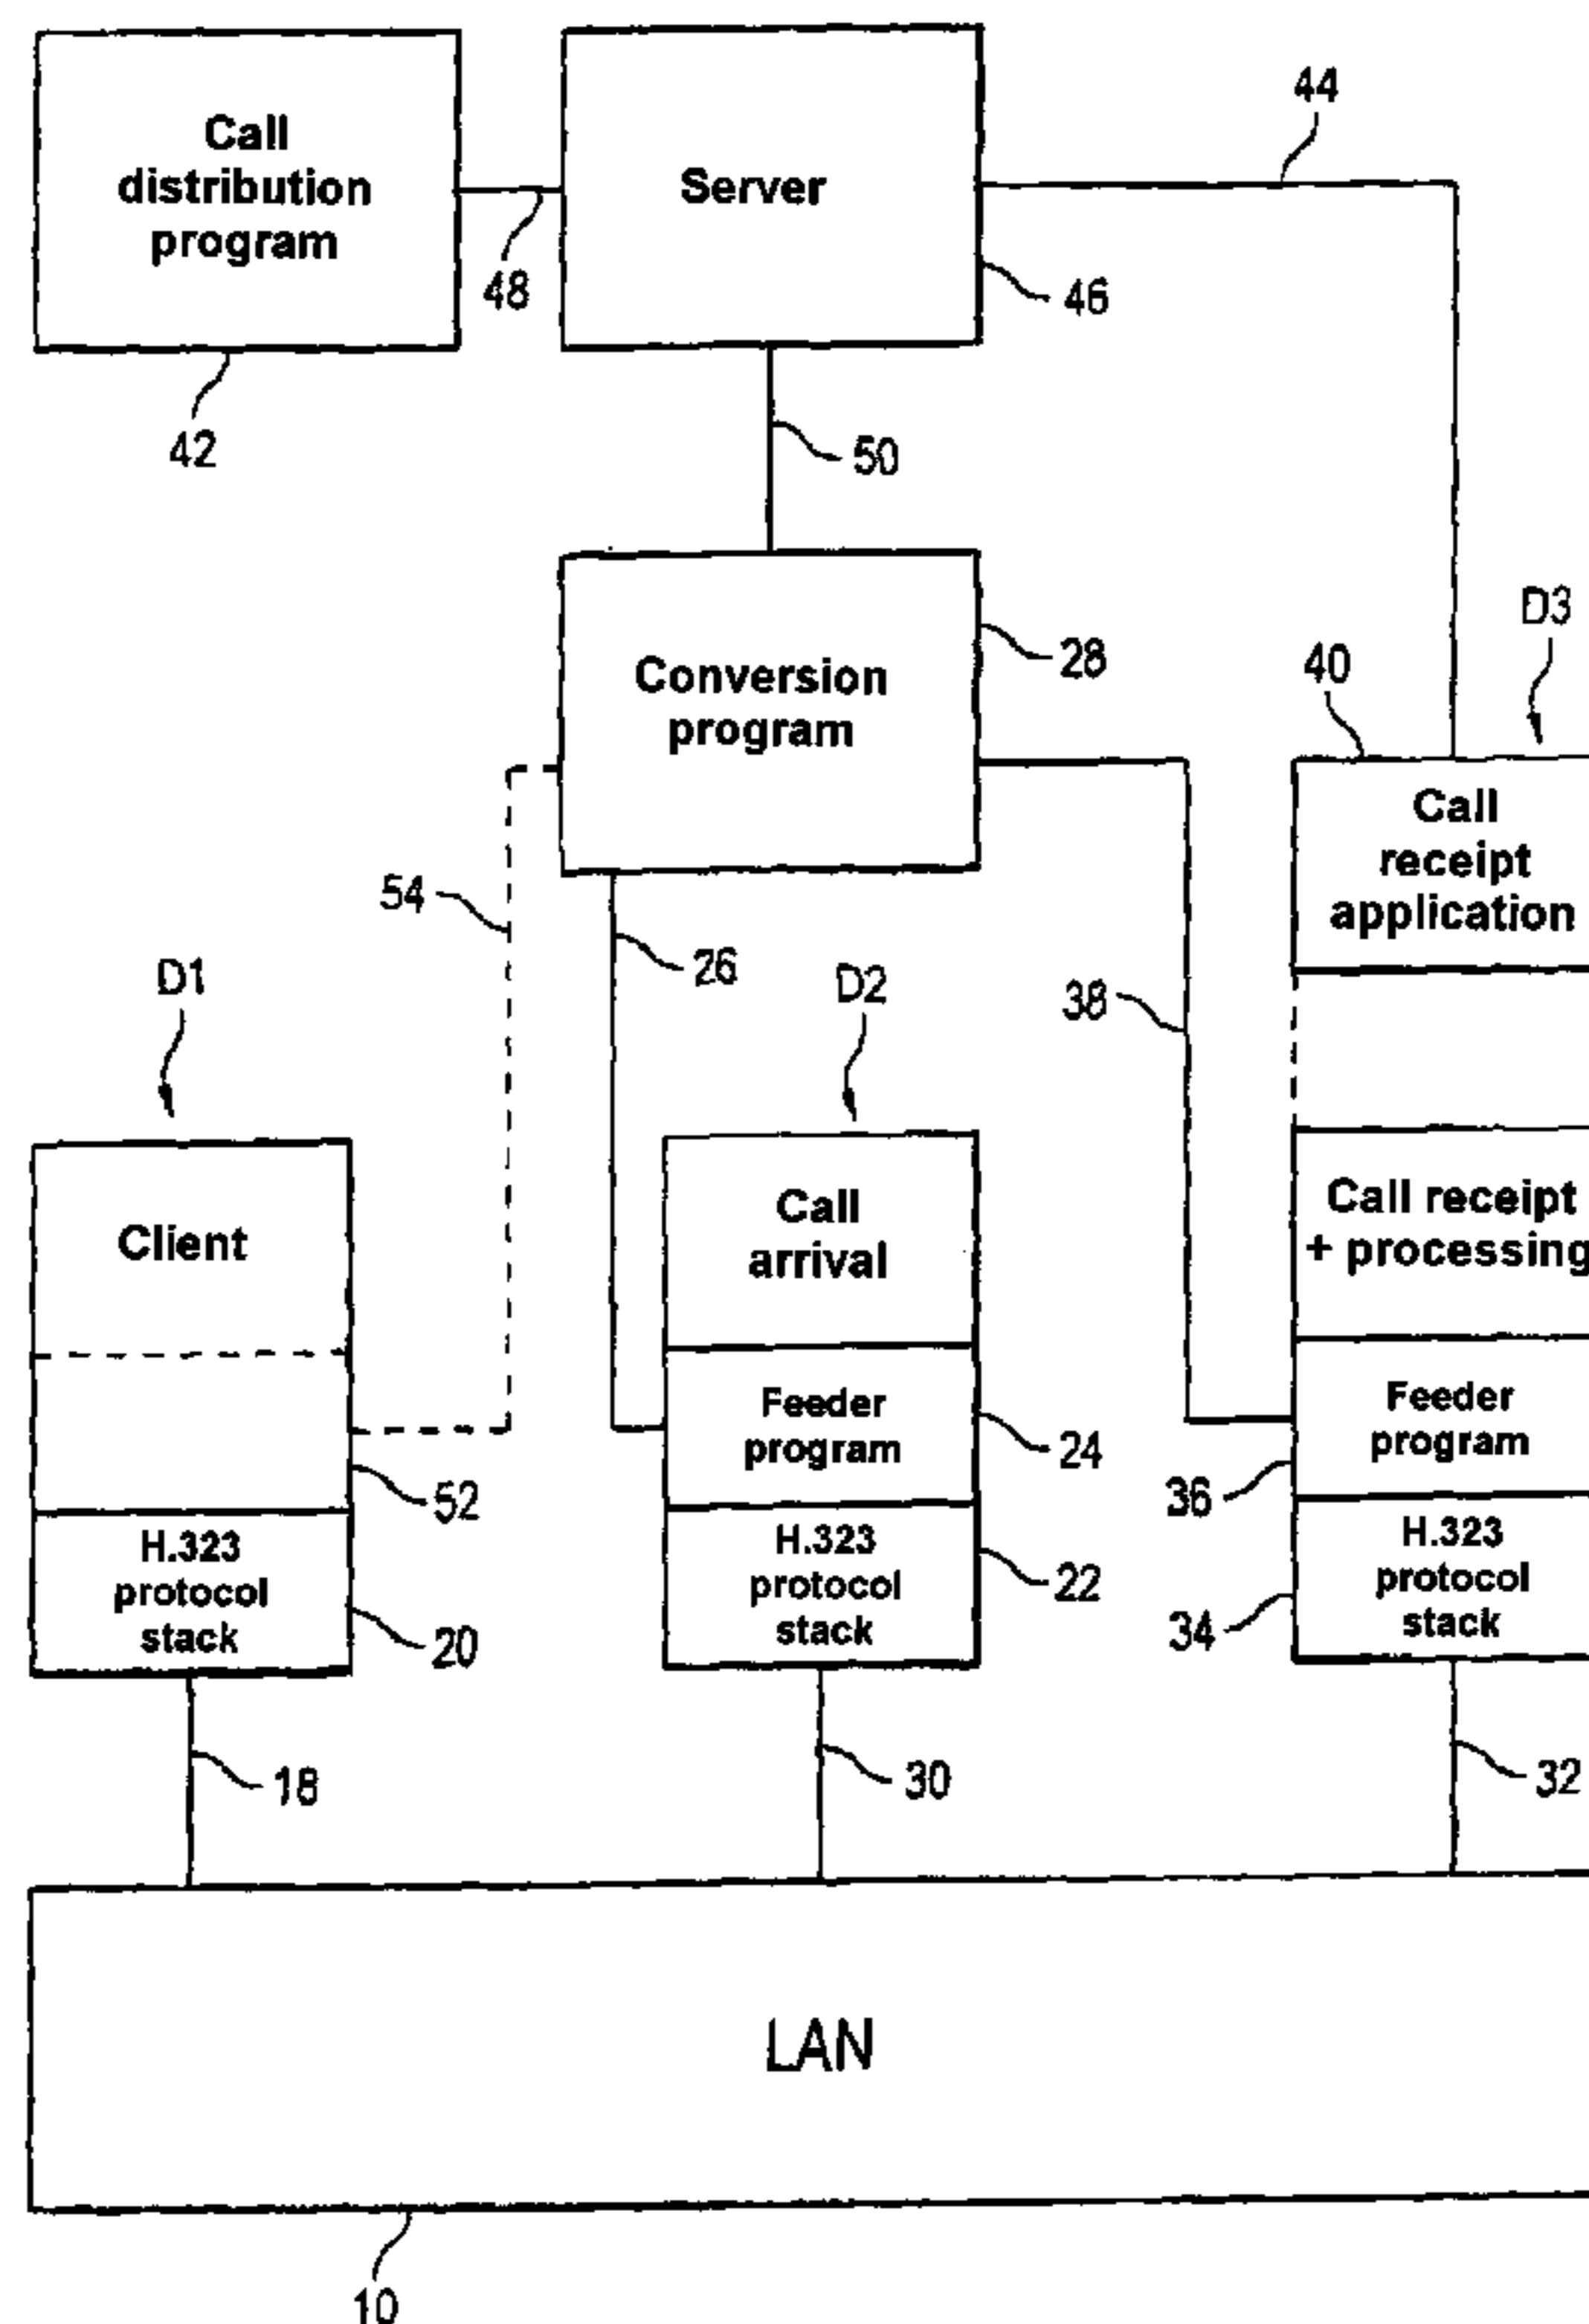 Call
distribution
program
Server
44
48
46
42
50
Conversion
program
28
D3
40
Call
receipt
application
54
26
D1
D2
38
Client
Call
arrival
Call receipt
+ processing
Feeder
program
24
Feeder
program
36
52
H.323
protocol
stack
20
H.323
protocol
stack
22
H.323
protocol
stack
34
18
30
32
LAN
10